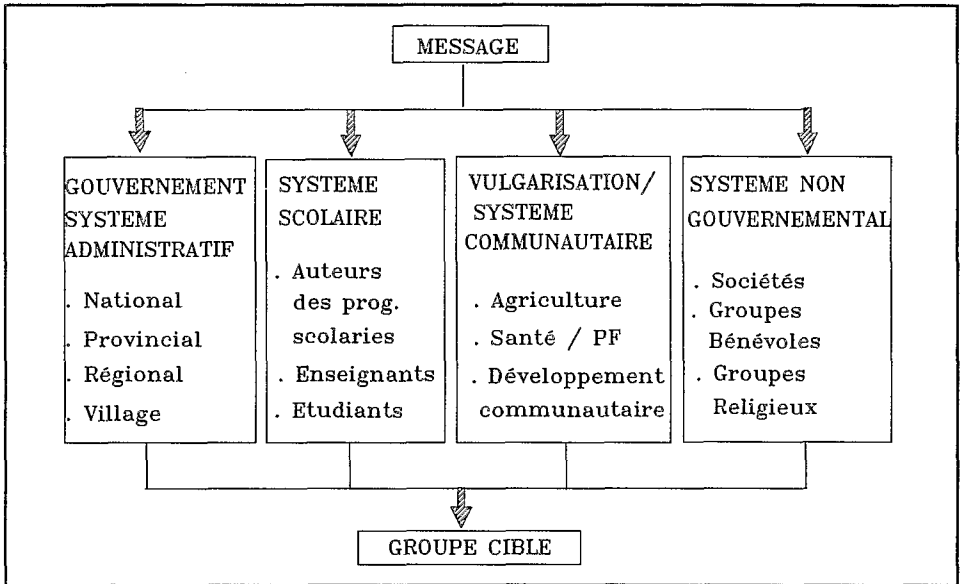 MESSAGE
GOUVERNEMENT
SYSTEME
ADMINISTRATIF
. National
. Provincial
. Régional
. Village
SYSTEME
SCOLAIRE
. Auteurs
des prog.
scolaries
. Enseignants
. Etudiants
VULGARISATION/
SYSTEME
COMMUNAUTAIRE
. Agriculture
. Santé / PF
. Développement
communautaire
SYSTEME NON
GOUVERNEMENTAL
. Sociétés
. Groupes
Bénévoles
. Groupes
Religieux
GROUPE CIBLE